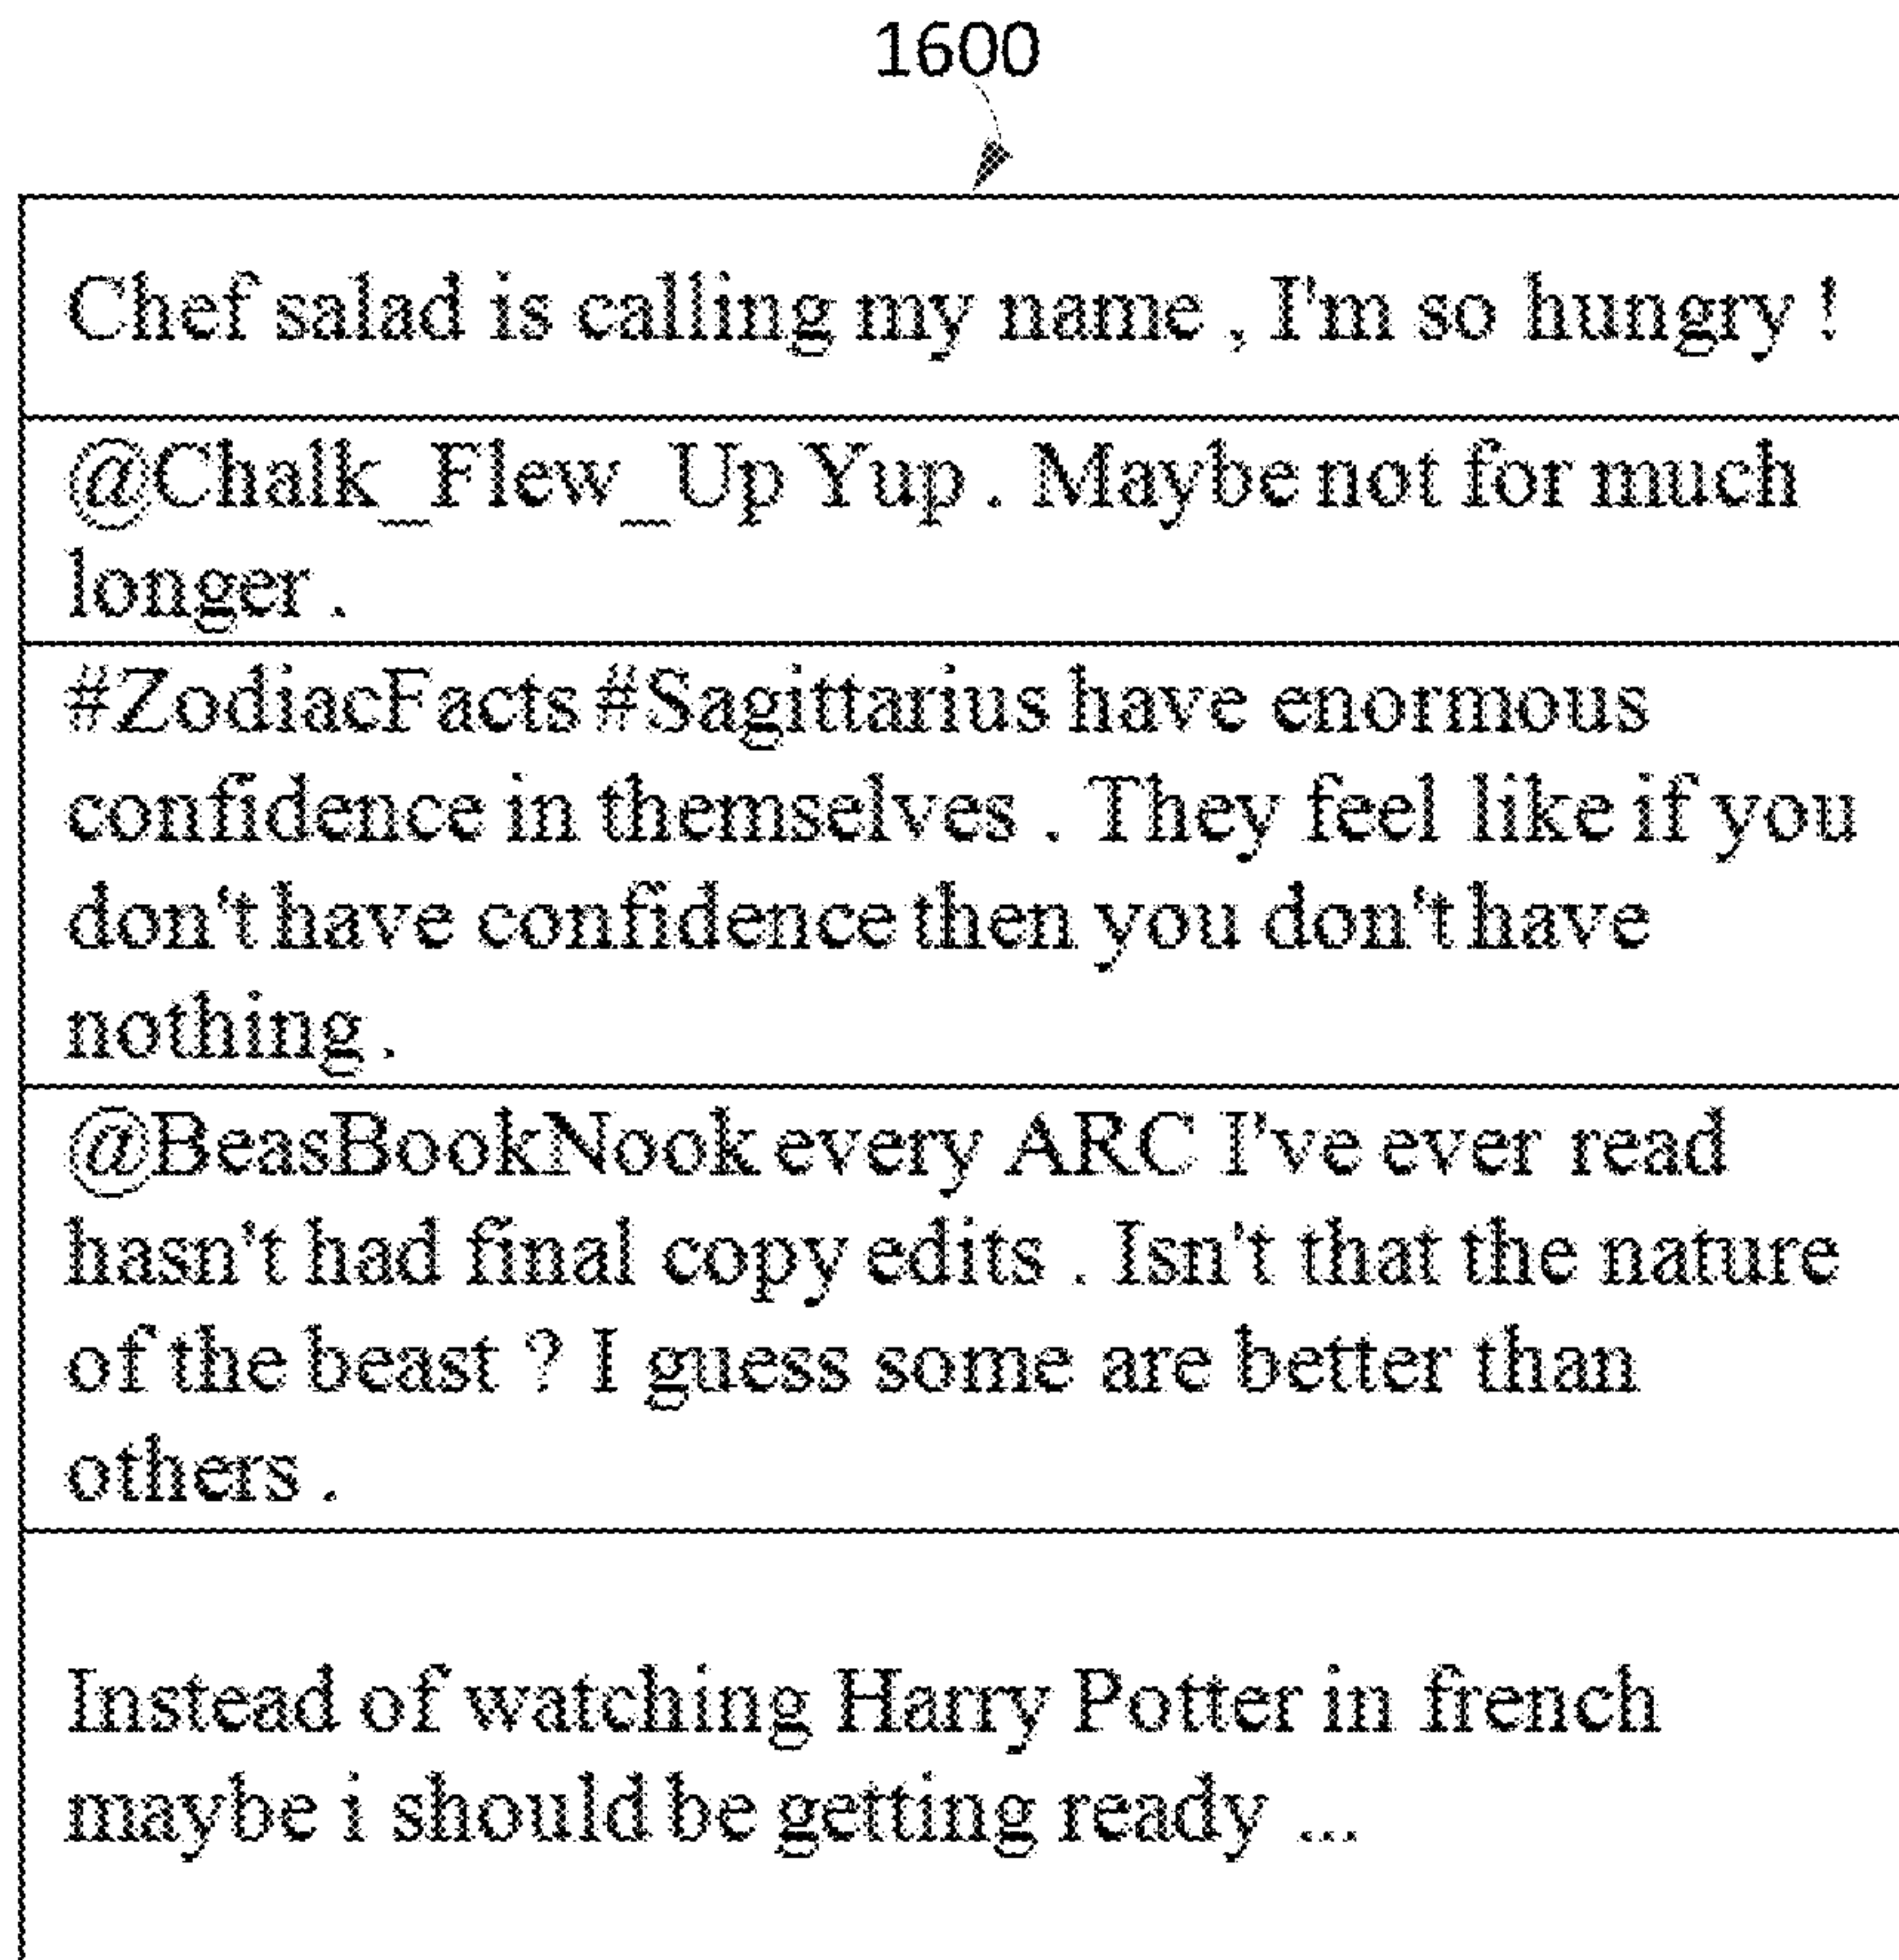 1600
Chef salad is calling my name , I'm so hungry !
@Chalk_Flew_Up Yup . Maybe not for much
longer .
#ZodiacFacts #Sagittarius have enormous
confidence in themselves . They feel like if you
don't have confidence then you don't have
nothing .
@BeasBookNook every ARC I've ever read
hasn't had final copy edits . Isn't that the nature
of the beast ? I guess some are better than
others .
Instead of watching Harry Potter in french
maybe i should be getting ready ...